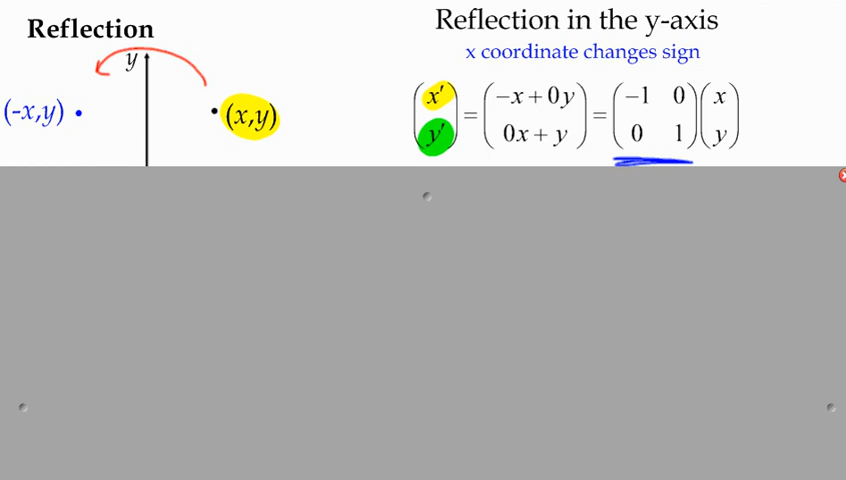 Reflection
y
(-x,y)
(x,y)
Reflection in the y-axis
x coordinate changes sign
(x′ y′) = (−x + 0y 0x + y) = (−1 0 0 1)(x y)